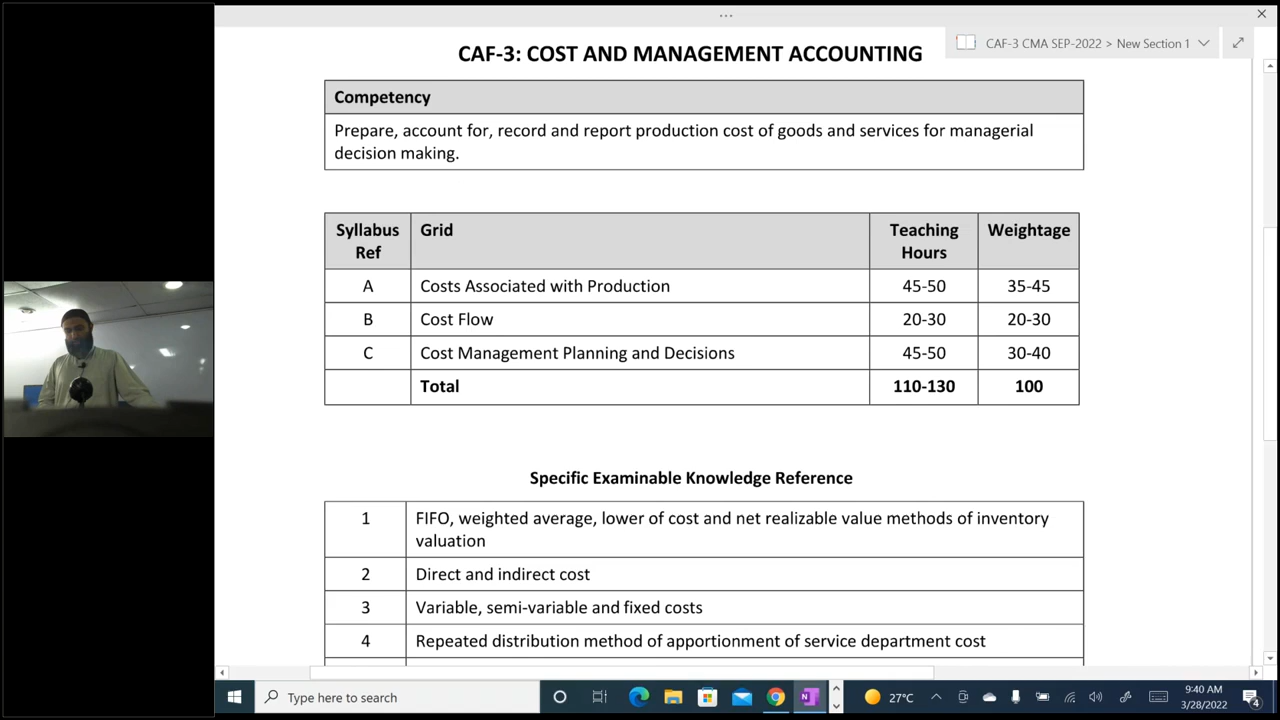 ...
CAF-3 CMA SEP-2022 > New Section 1
CAF-3: COST AND MANAGEMENT ACCOUNTING
Competency
Prepare, account for, record and report production cost of goods and services for managerial
decision making.
Syllabus Ref Grid Teaching Hours Weightage
A Costs Associated with Production 45-50 35-45
B Cost Flow 20-30 20-30
C Cost Management Planning and Decisions 45-50 30-40
Total 110-130 100
Specific Examinable Knowledge Reference
1 FIFO, weighted average, lower of cost and net realizable value methods of inventory
valuation
2 Direct and indirect cost
3 Variable, semi-variable and fixed costs
4 Repeated distribution method of apportionment of service department cost
Type here to search
N
27°C
9:40 AM
3/28/2022
4